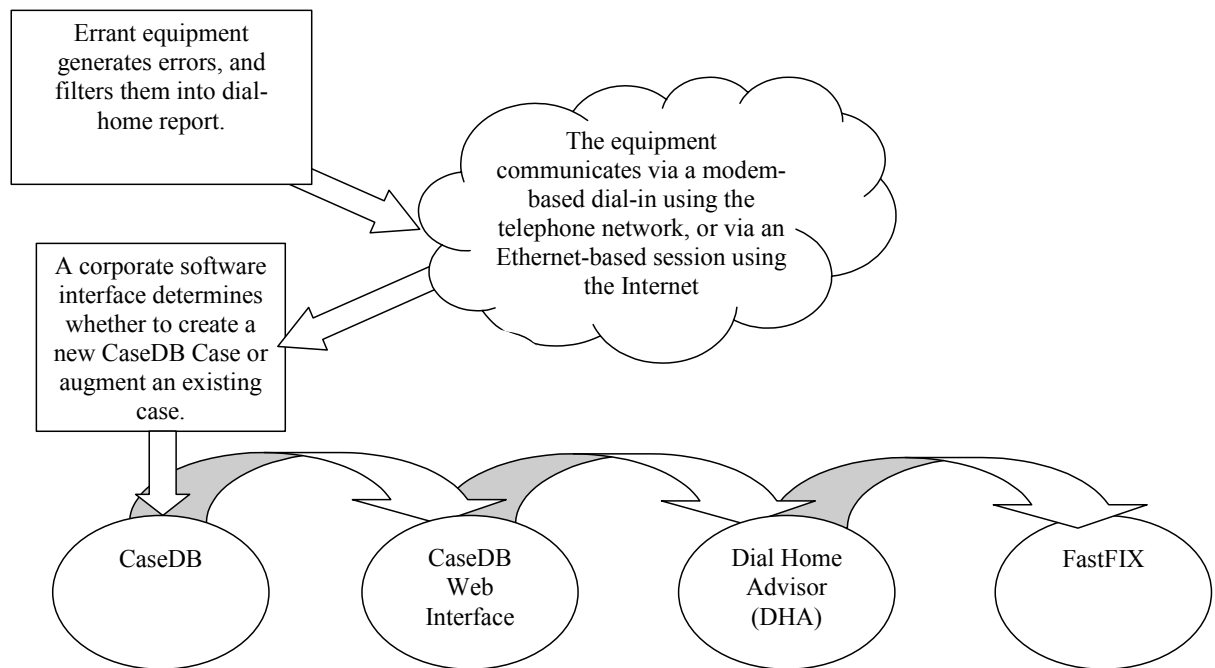 Errant equipment
generates errors, and
filters them into dial-
home report.
The equipment
communicates via a modem-
based dial-in using the
telephone network, or via an
Ethernet-based session using
the Internet
A corporate software
interface determines
whether to create a
new CaseDB Case or
augment an existing
case.
CaseDB
CaseDB
Web
Interface
Dial Home
Advisor
(DHA)
FastFIX